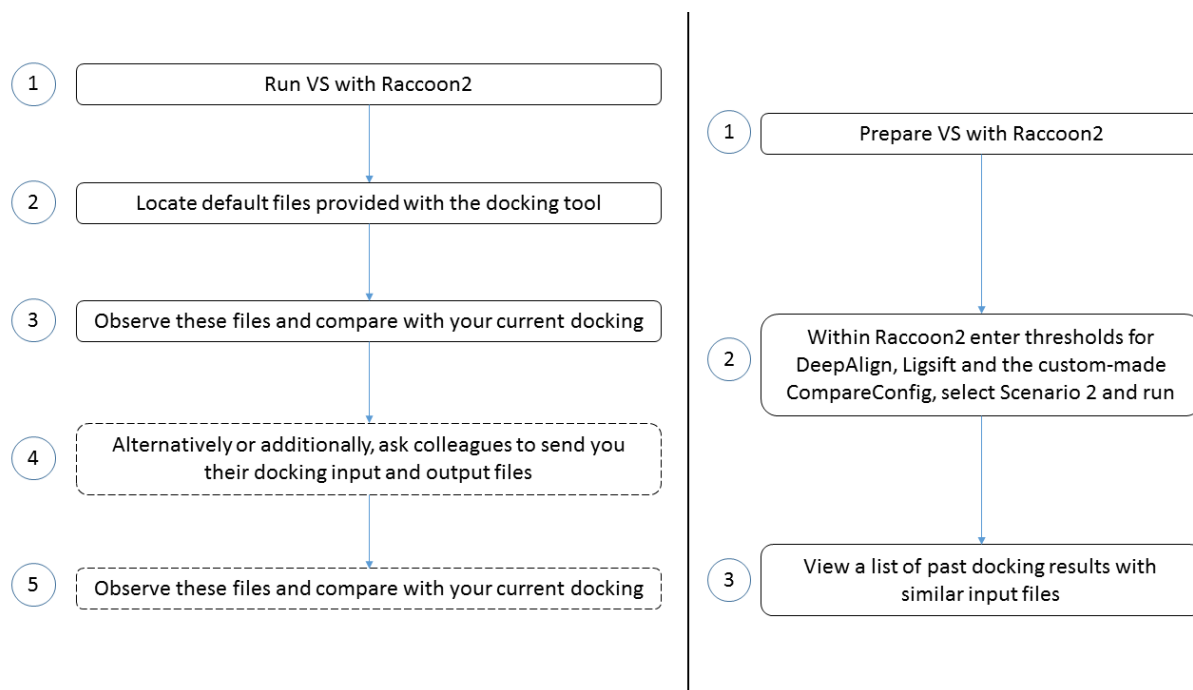 1
Run VS with Raccoon2
2
Locate default files provided with the docking tool
3
Observe these files and compare with your current docking
4
Alternatively or additionally, ask colleagues to send you
their docking input and output files
5
Observe these files and compare with your current docking
1
Prepare VS with Raccoon2
2
Within Raccoon2 enter thresholds for
DeepAlign, Ligsift and the custom-made
CompareConfig, select Scenario 2 and run
3
View a list of past docking results with
similar input files